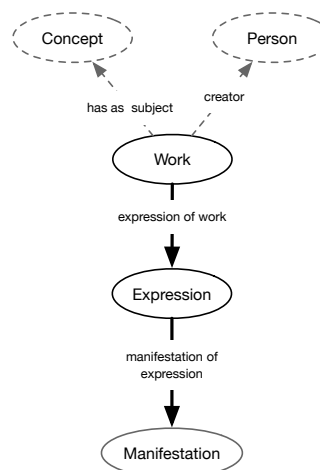 Concept
Person
has as subject
creator
Work
expression of work
Expression
manifestation of
expression
Manifestation